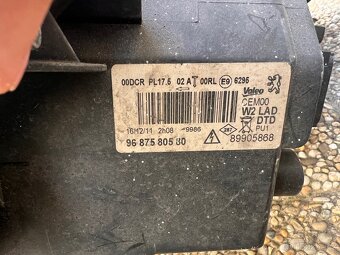 00DCR PL17.5 02 A 00RL E9 6295
Valeo
CEM00
W2 LAD
DTD
PU1
16H2/11 2h08 9986
96 875 805 80
89905868